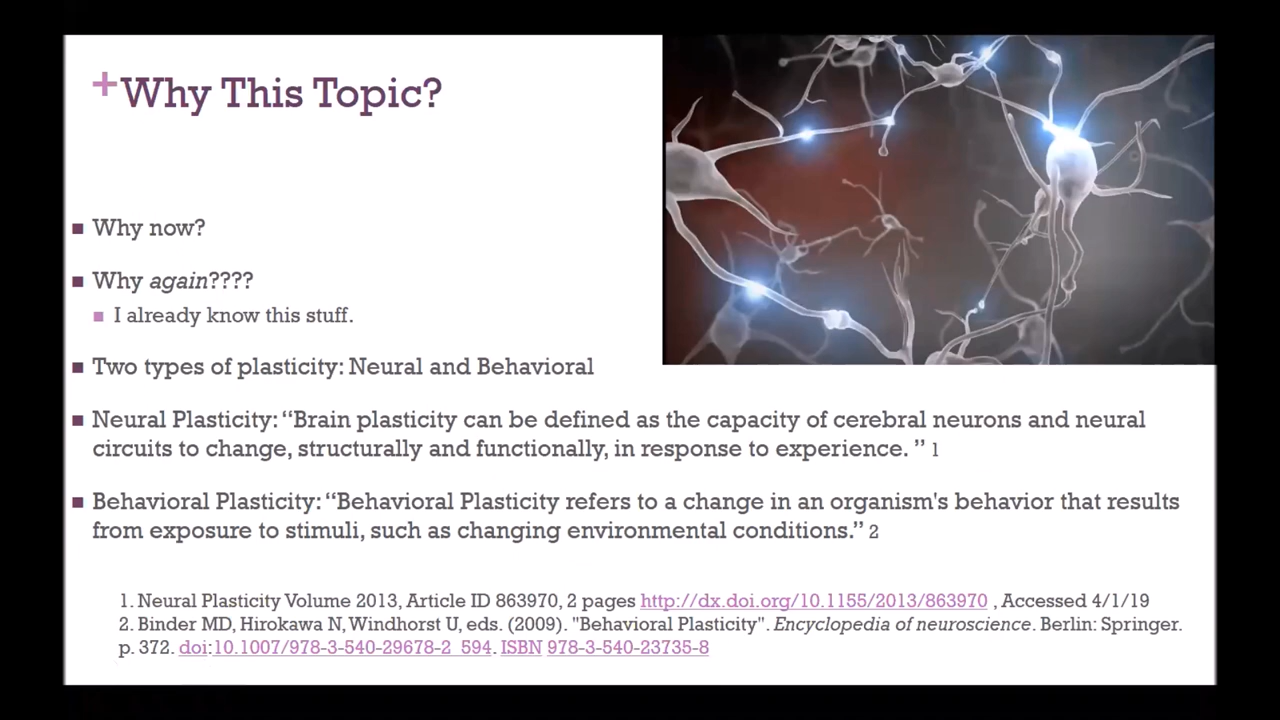 +Why This Topic?
■ Why now?
■ Why again????
■ I already know this stuff.
■ Two types of plasticity: Neural and Behavioral
■ Neural Plasticity: “Brain plasticity can be defined as the capacity of cerebral neurons and neural
circuits to change, structurally and functionally, in response to experience. ” 1
■ Behavioral Plasticity: “Behavioral Plasticity refers to a change in an organism's behavior that results
from exposure to stimuli, such as changing environmental conditions.” 2
1. Neural Plasticity Volume 2013, Article ID 863970, 2 pages http://dx.doi.org/10.1155/2013/863970 , Accessed 4/1/19
2. Binder MD, Hirokawa N, Windhorst U, eds. (2009). "Behavioral Plasticity". Encyclopedia of neuroscience. Berlin: Springer.
p. 372. doi:10.1007/978-3-540-29678-2_594. ISBN 978-3-540-23735-8